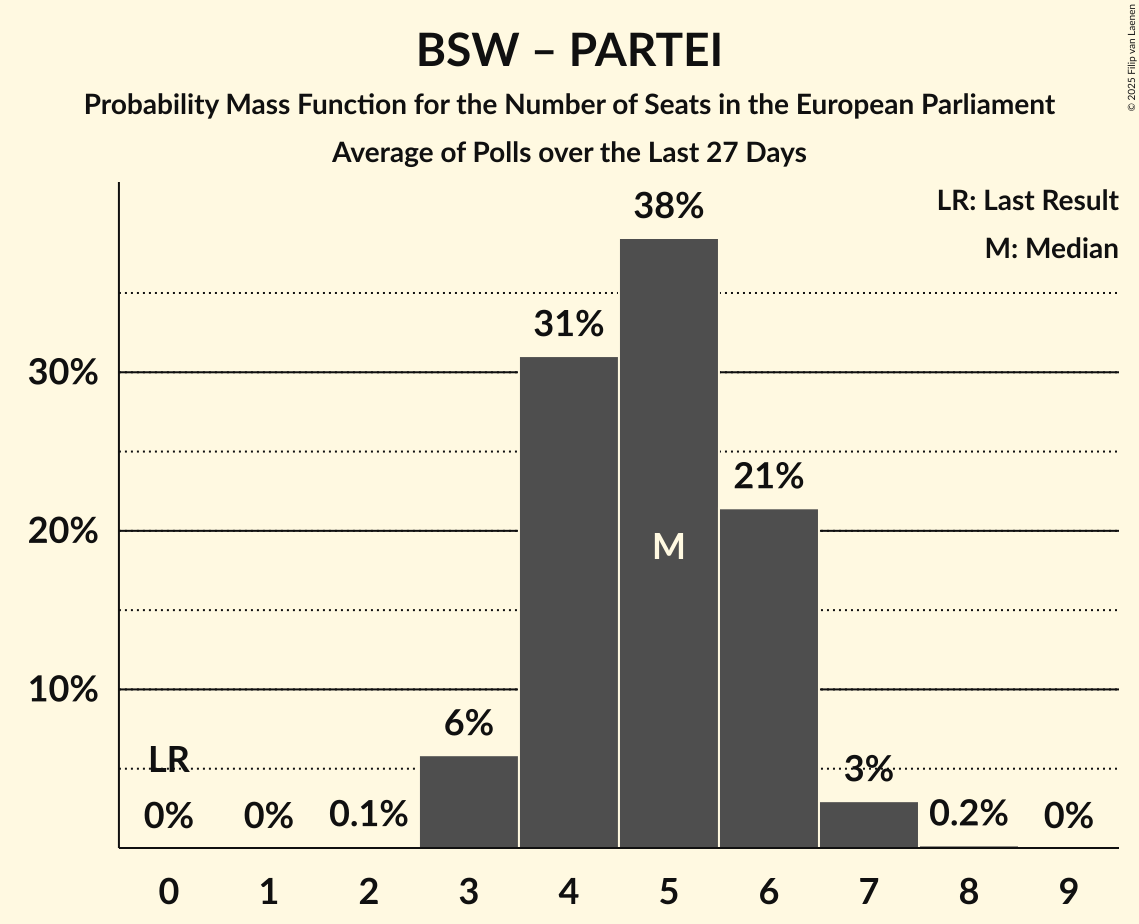 BSW – PARTEI
Probability Mass Function for the Number of Seats in the European Parliament
Average of Polls over the Last 27 Days
© 2025 Filip van Laenen
LR: Last Result
M: Median
38%
31%
30%
21%
20%
M
10%
6%
LR
3%
0% 0% 0.1% 0.2% 0%
0 1 2 3 4 5 6 7 8 9